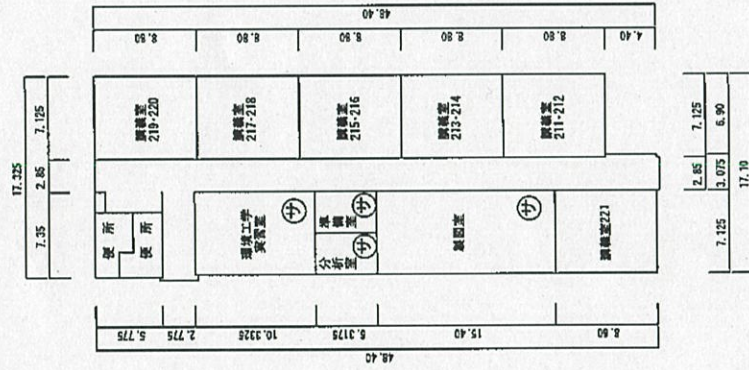 48.40
8.80
8.80
8.80
8.80
8.80
4.40
17.325
7.125
2.85
7.35
講義室
219・220
講義室
217・218
講義室
215・216
講義室
213・214
講義室
211・212
便所
便所
環境工学
実習室
サ
準備室
サ
分析室
サ
製図室
サ
講義室221
7.125
2.85
6.90
3.075
7.125
17.10
5.775
2.775
10.3325
5.3175
15.40
8.80
48.40